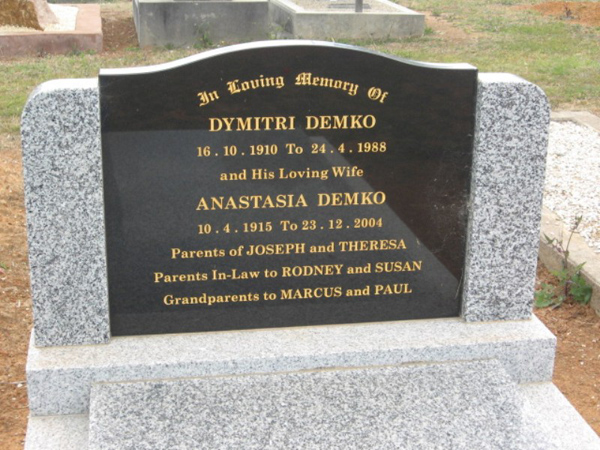 In Loving Memory Of
DYMITRI DEMKO
16 . 10 . 1910 To 24 . 4 . 1988
and His Loving Wife
ANASTASIA DEMKO
10 . 4 . 1915 To 23 . 12 . 2004
Parents of JOSEPH and THERESA
Parents In-Law to RODNEY and SUSAN
Grandparents to MARCUS and PAUL